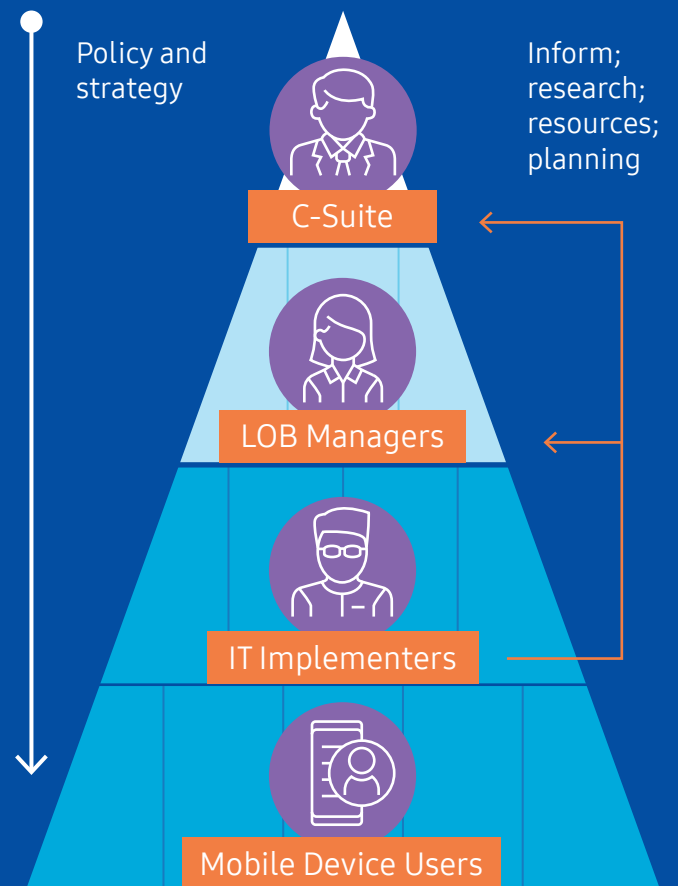 Policy and
strategy
Inform;
research;
resources;
planning
C-Suite
LOB Managers
IT Implementers
Mobile Device Users